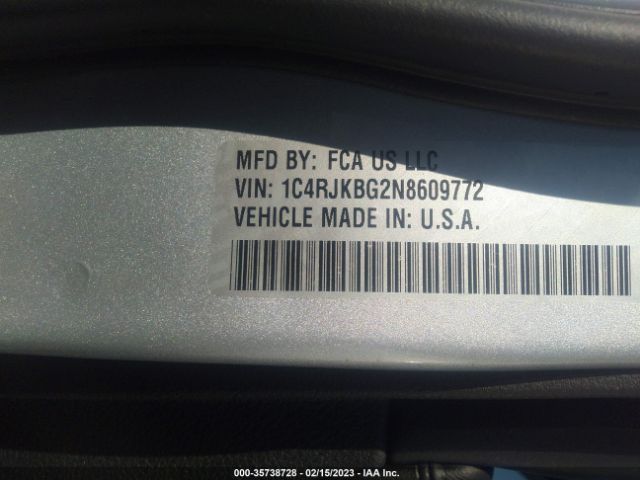 MFD BY: FCA US LLC
VIN: 1C4RJKBG2N8609772
VEHICLE MADE IN: U.S.A.
000-35738728 - 02/15/2023 - IAA Inc.